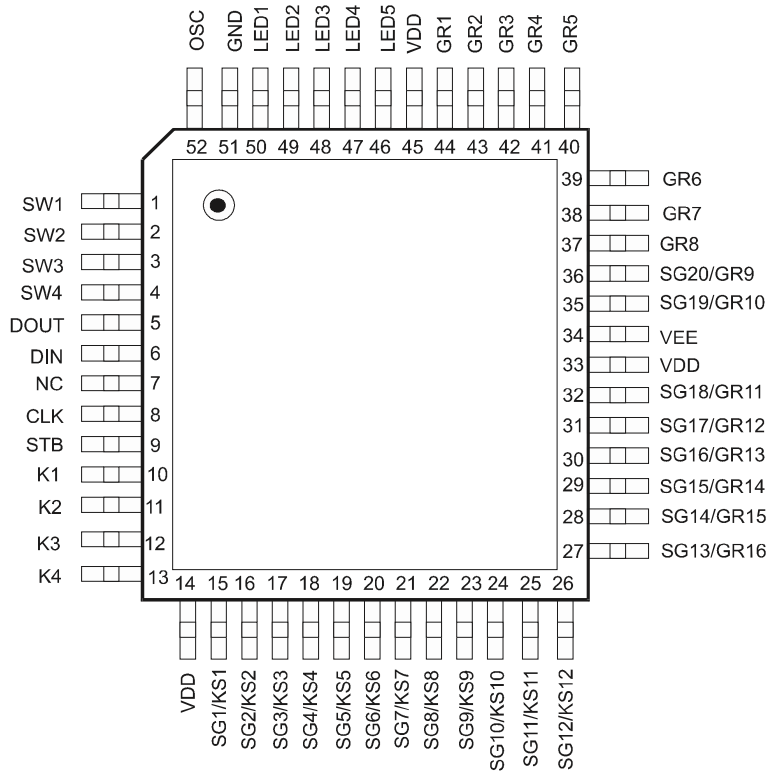 OSC
GND
LED1
LED2
LED3
LED4
LED5
VDD
GR1
GR2
GR3
GR4
GR5
52 51 50 49 48 47 46 45 44 43 42 41 40
SW1 1
SW2 2
SW3 3
SW4 4
DOUT 5
DIN 6
NC 7
CLK 8
STB 9
K1 10
K2 11
K3 12
K4 13
39 GR6
38 GR7
37 GR8
36 SG20/GR9
35 SG19/GR10
34 VEE
33 VDD
32 SG18/GR11
31 SG17/GR12
30 SG16/GR13
29 SG15/GR14
28 SG14/GR15
27 SG13/GR16
14 15 16 17 18 19 20 21 22 23 24 25 26
VDD
SG1/KS1
SG2/KS2
SG3/KS3
SG4/KS4
SG5/KS5
SG6/KS6
SG7/KS7
SG8/KS8
SG9/KS9
SG10/KS10
SG11/KS11
SG12/KS12